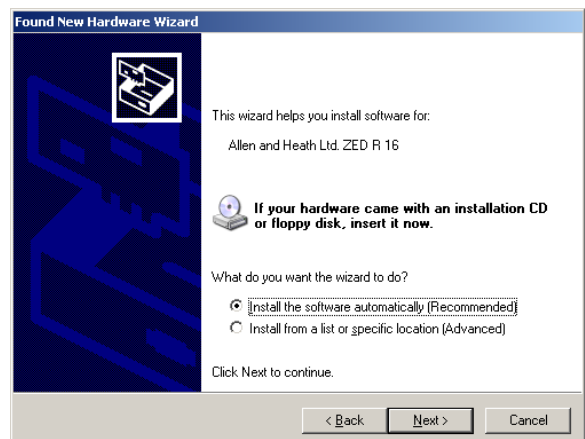 Found New Hardware Wizard
This wizard helps you install software for:
Allen and Heath Ltd. ZED R 16
If your hardware came with an installation CD
or floppy disk, insert it now.
What do you want the wizard to do?
Install the software automatically (Recommended)
Install from a list or specific location (Advanced)
Click Next to continue.
< Back Next > Cancel